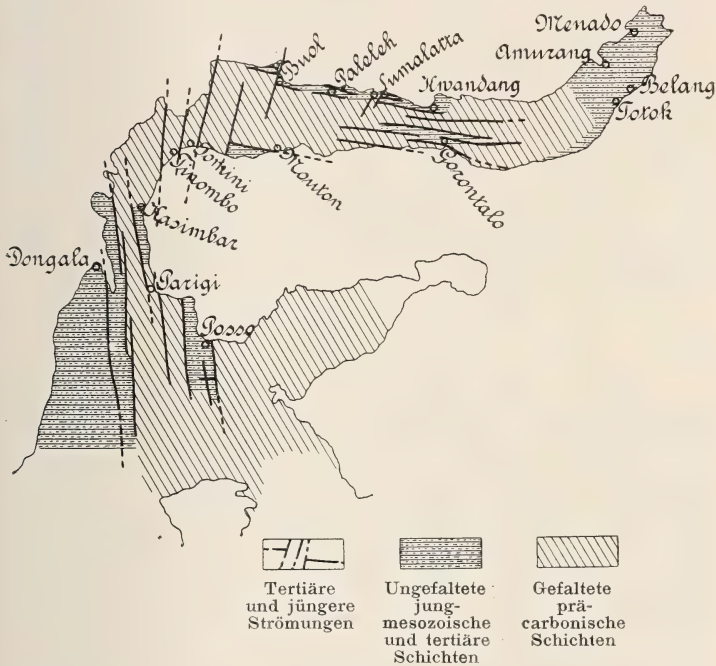 Menado
Amurang
Buol
Paleleh
Sumalatta
Kwandang
Belang
Totok
Tomini
Tinombo
Mouton
Gorontalo
Kasimbar
Dongala
Parigi
Posso
Tertiäre
und jüngere
Strömungen
Ungefaltete
jung-
mesozoische
und tertiäre
Schichten
Gefaltete
prä-
carbonische
Schichten